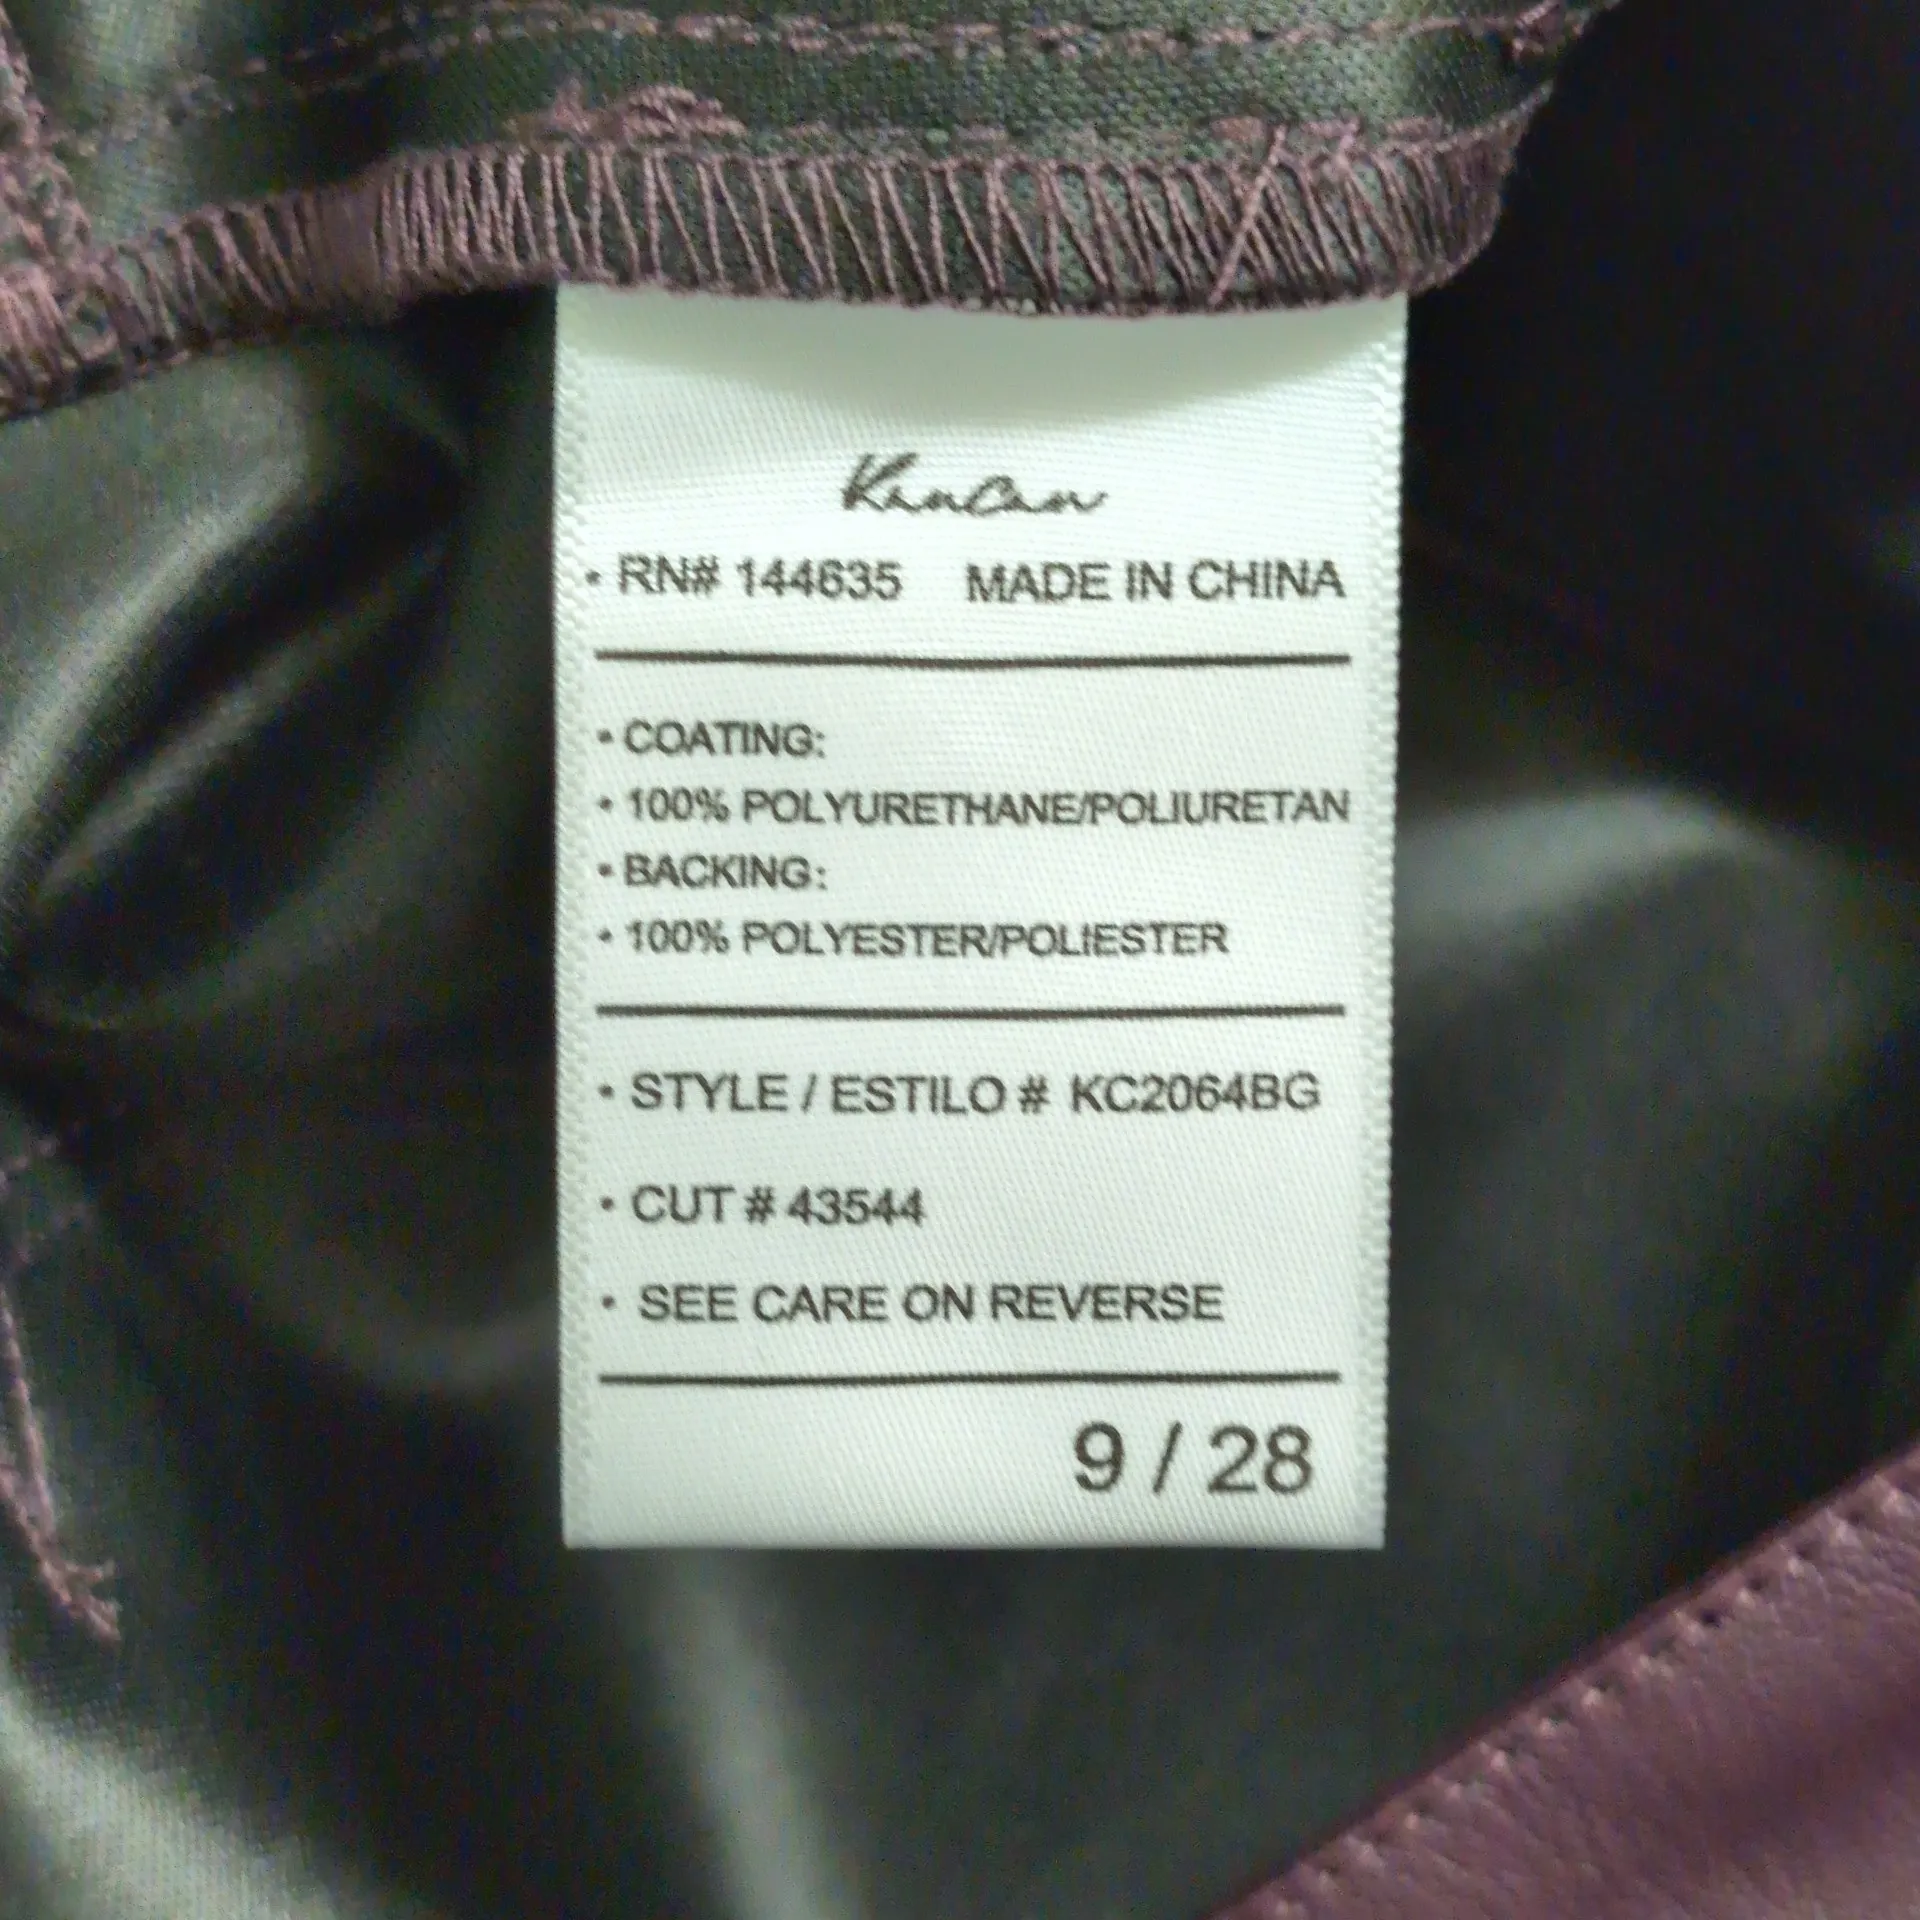 KanCan
• RN# 144635 MADE IN CHINA
• COATING:
• 100% POLYURETHANE/POLIURETAN
• BACKING:
• 100% POLYESTER/POLIESTER
• STYLE / ESTILO # KC2064BG
• CUT # 43544
• SEE CARE ON REVERSE
9 / 28